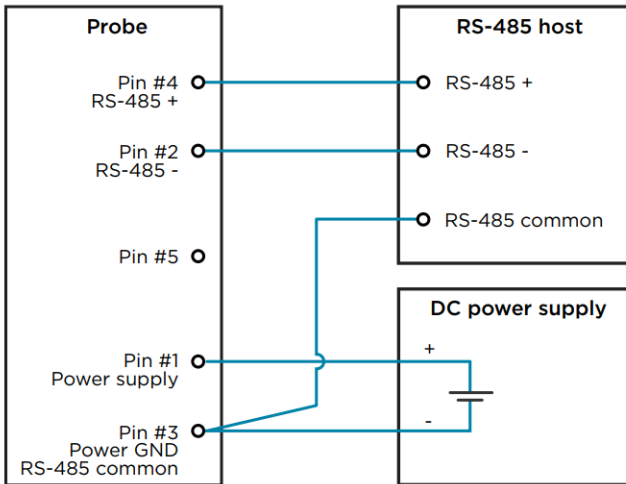 Probe
Pin #4
RS-485 +
Pin #2
RS-485 -
Pin #5
Pin #1
Power supply
Pin #3
Power GND
RS-485 common
RS-485 host
RS-485 +
RS-485 -
RS-485 common
DC power supply
+
-